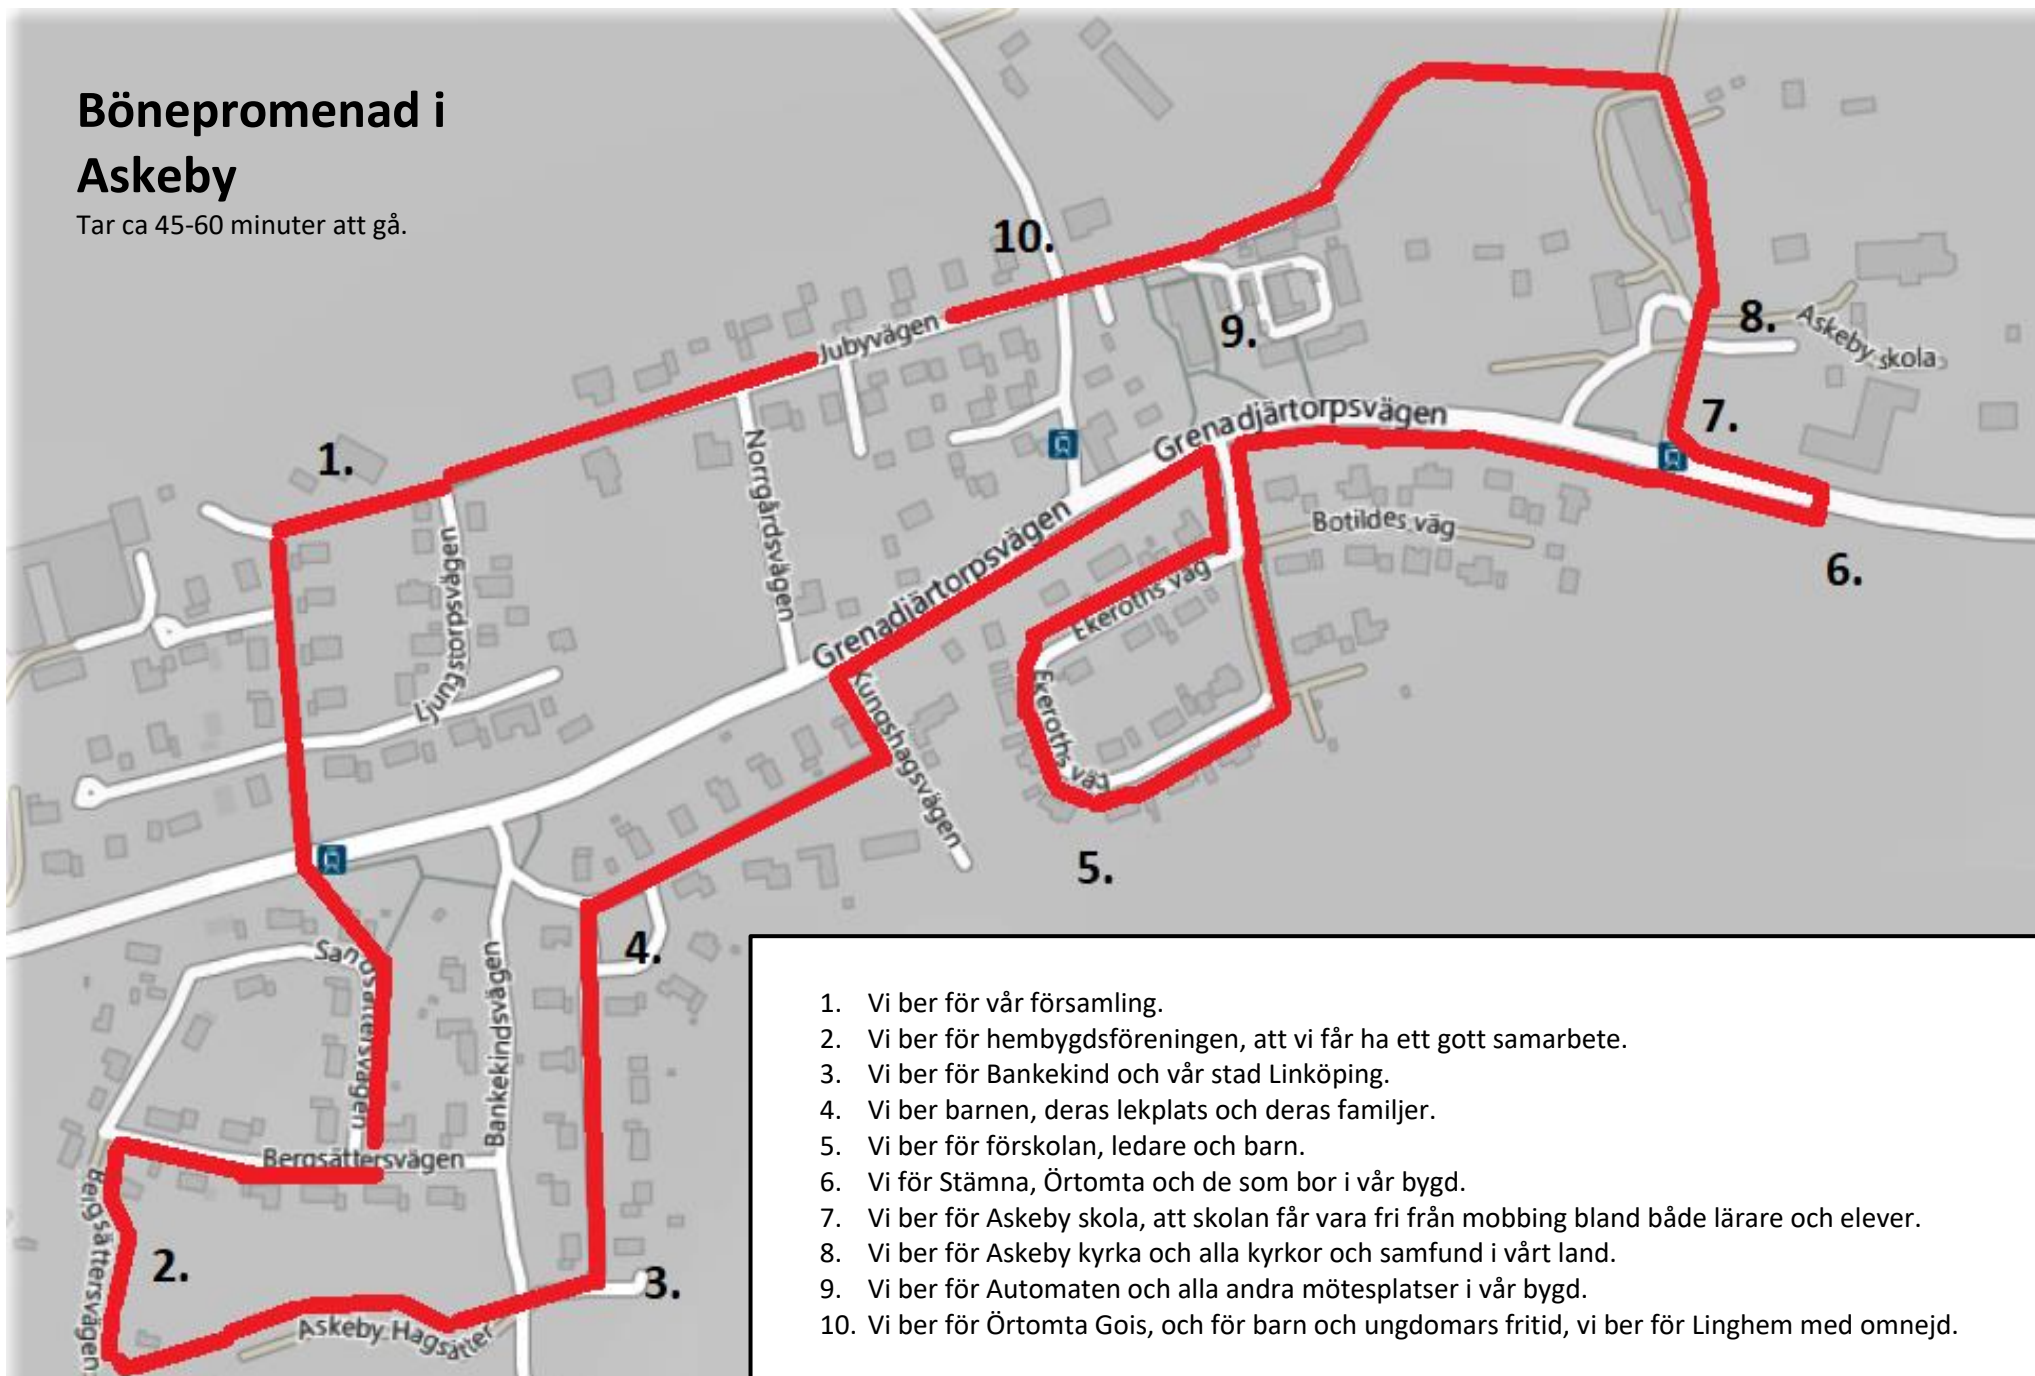 Bönepromenad i
Askeby
Tar ca 45-60 minuter att gå.
10.
Jubyvägen
9.
8.
Askeby skola
7.
Grenadjärtorpsvägen
1.
Norrgårdsvägen
Ljungstorpsvägen
Botildes väg
6.
Grenadjärtorpsvägen
Ekeroths väg
Kungshagsvägen
Ekeroths väg
5.
4.
Sandsättersvägen
Bankekindsvägen
Bergsättersvägen
Bergsättersvägen
2.
3.
Askeby Hagsätter
1. Vi ber för vår församling.
2. Vi ber för hembygdsföreningen, att vi får ha ett gott samarbete.
3. Vi ber för Bankekind och vår stad Linköping.
4. Vi ber barnen, deras lekplats och deras familjer.
5. Vi ber för förskolan, ledare och barn.
6. Vi för Stämna, Örtomta och de som bor i vår bygd.
7. Vi ber för Askeby skola, att skolan får vara fri från mobbing bland både lärare och elever.
8. Vi ber för Askeby kyrka och alla kyrkor och samfund i vårt land.
9. Vi ber för Automaten och alla andra mötesplatser i vår bygd.
10. Vi ber för Örtomta Gois, och för barn och ungdomars fritid, vi ber för Linghem med omnejd.